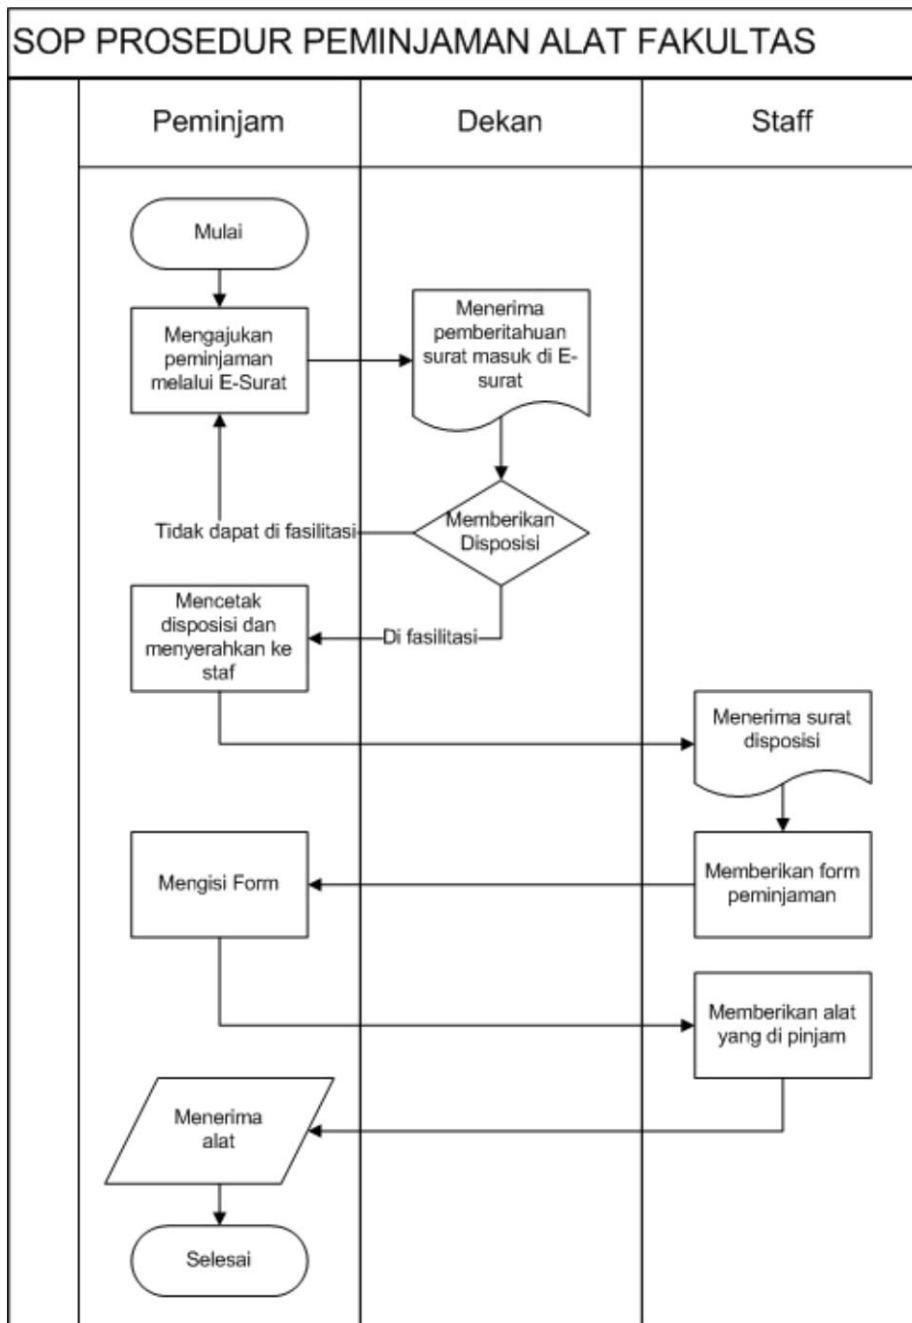 SOP PROSEDUR PEMINJAMAN ALAT FAKULTAS
Peminjam
Dekan
Staff
Mulai
Mengajukan
peminjaman
melalui E-Surat
Menerima
pemberitahuan
surat masuk di E-
surat
Memberikan
Disposisi
Tidak dapat di fasilitasi
Di fasilitasi
Mencetak
disposisi dan
menyerahkan ke
staf
Menerima surat
disposisi
Memberikan form
peminjaman
Mengisi Form
Memberikan alat
yang di pinjam
Menerima
alat
Selesai